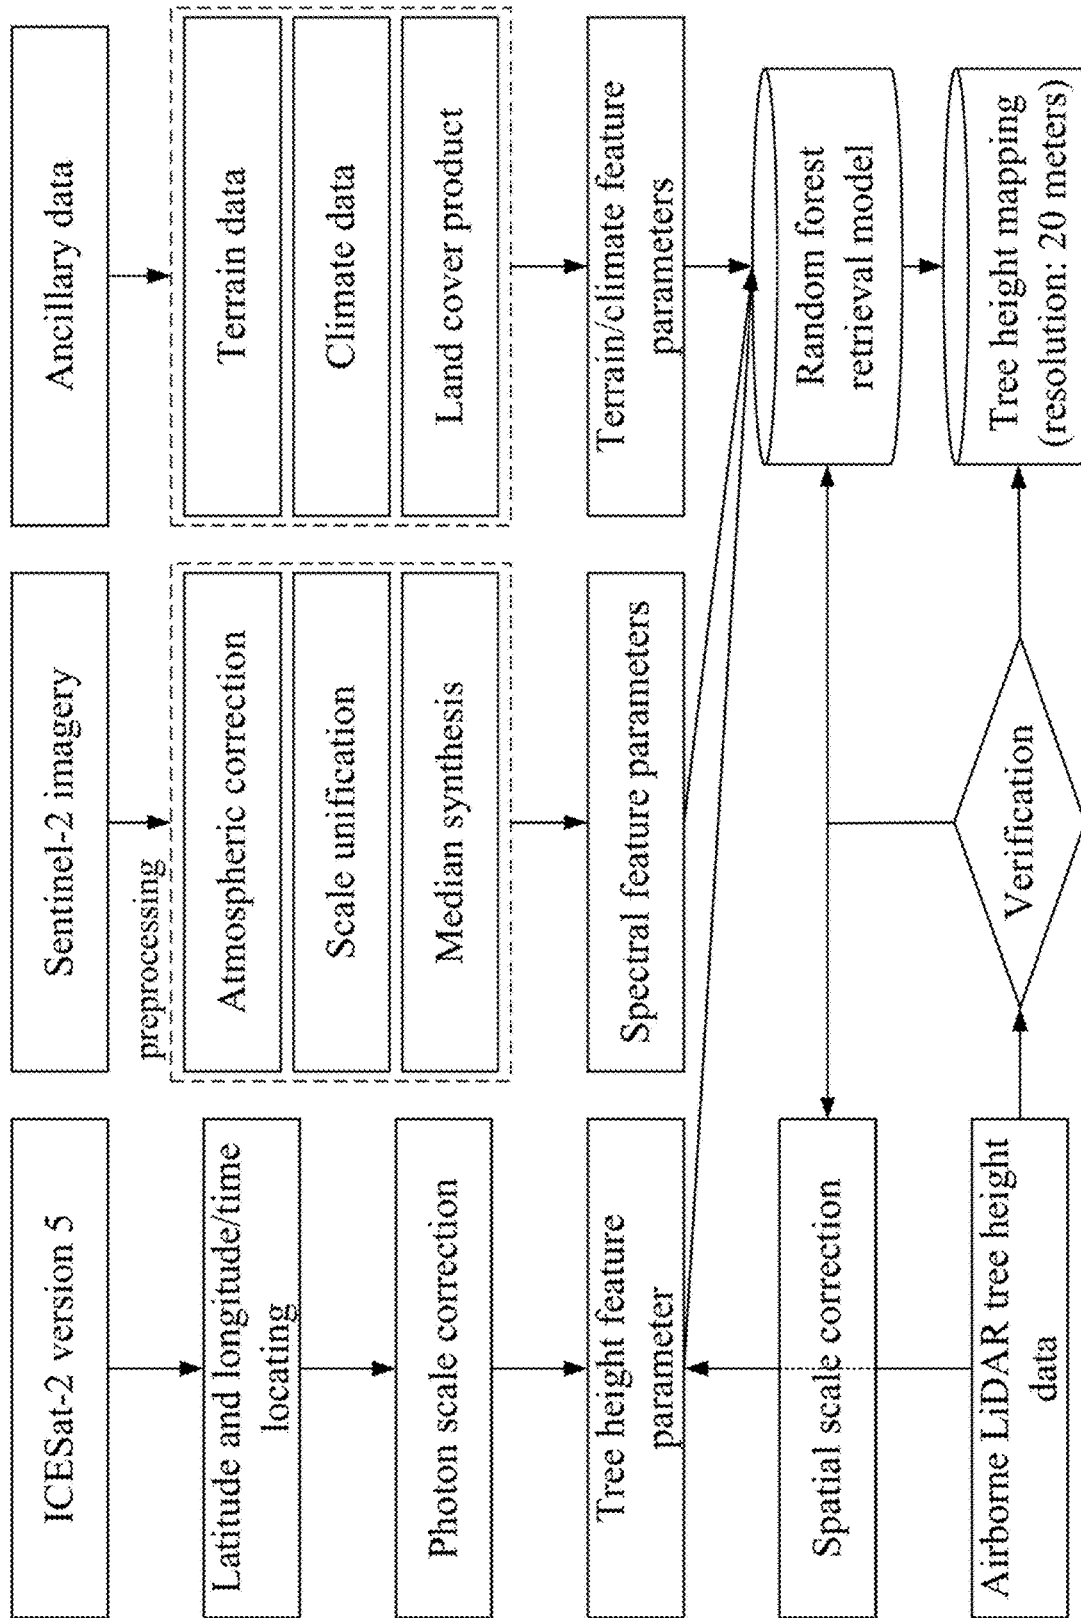 ICESat-2 version 5
Latitude and longitude/time
locating
Photon scale correction
Tree height feature
parameter
Spatial scale correction
Airborne LiDAR tree height
data
Sentinel-2 imagery
preprocessing
Atmospheric correction
Scale unification
Median synthesis
Spectral feature parameters
Verification
Ancillary data
Terrain data
Climate data
Land cover product
Terrain/climate feature
parameters
Random forest
retrieval model
Tree height mapping
(resolution: 20 meters)